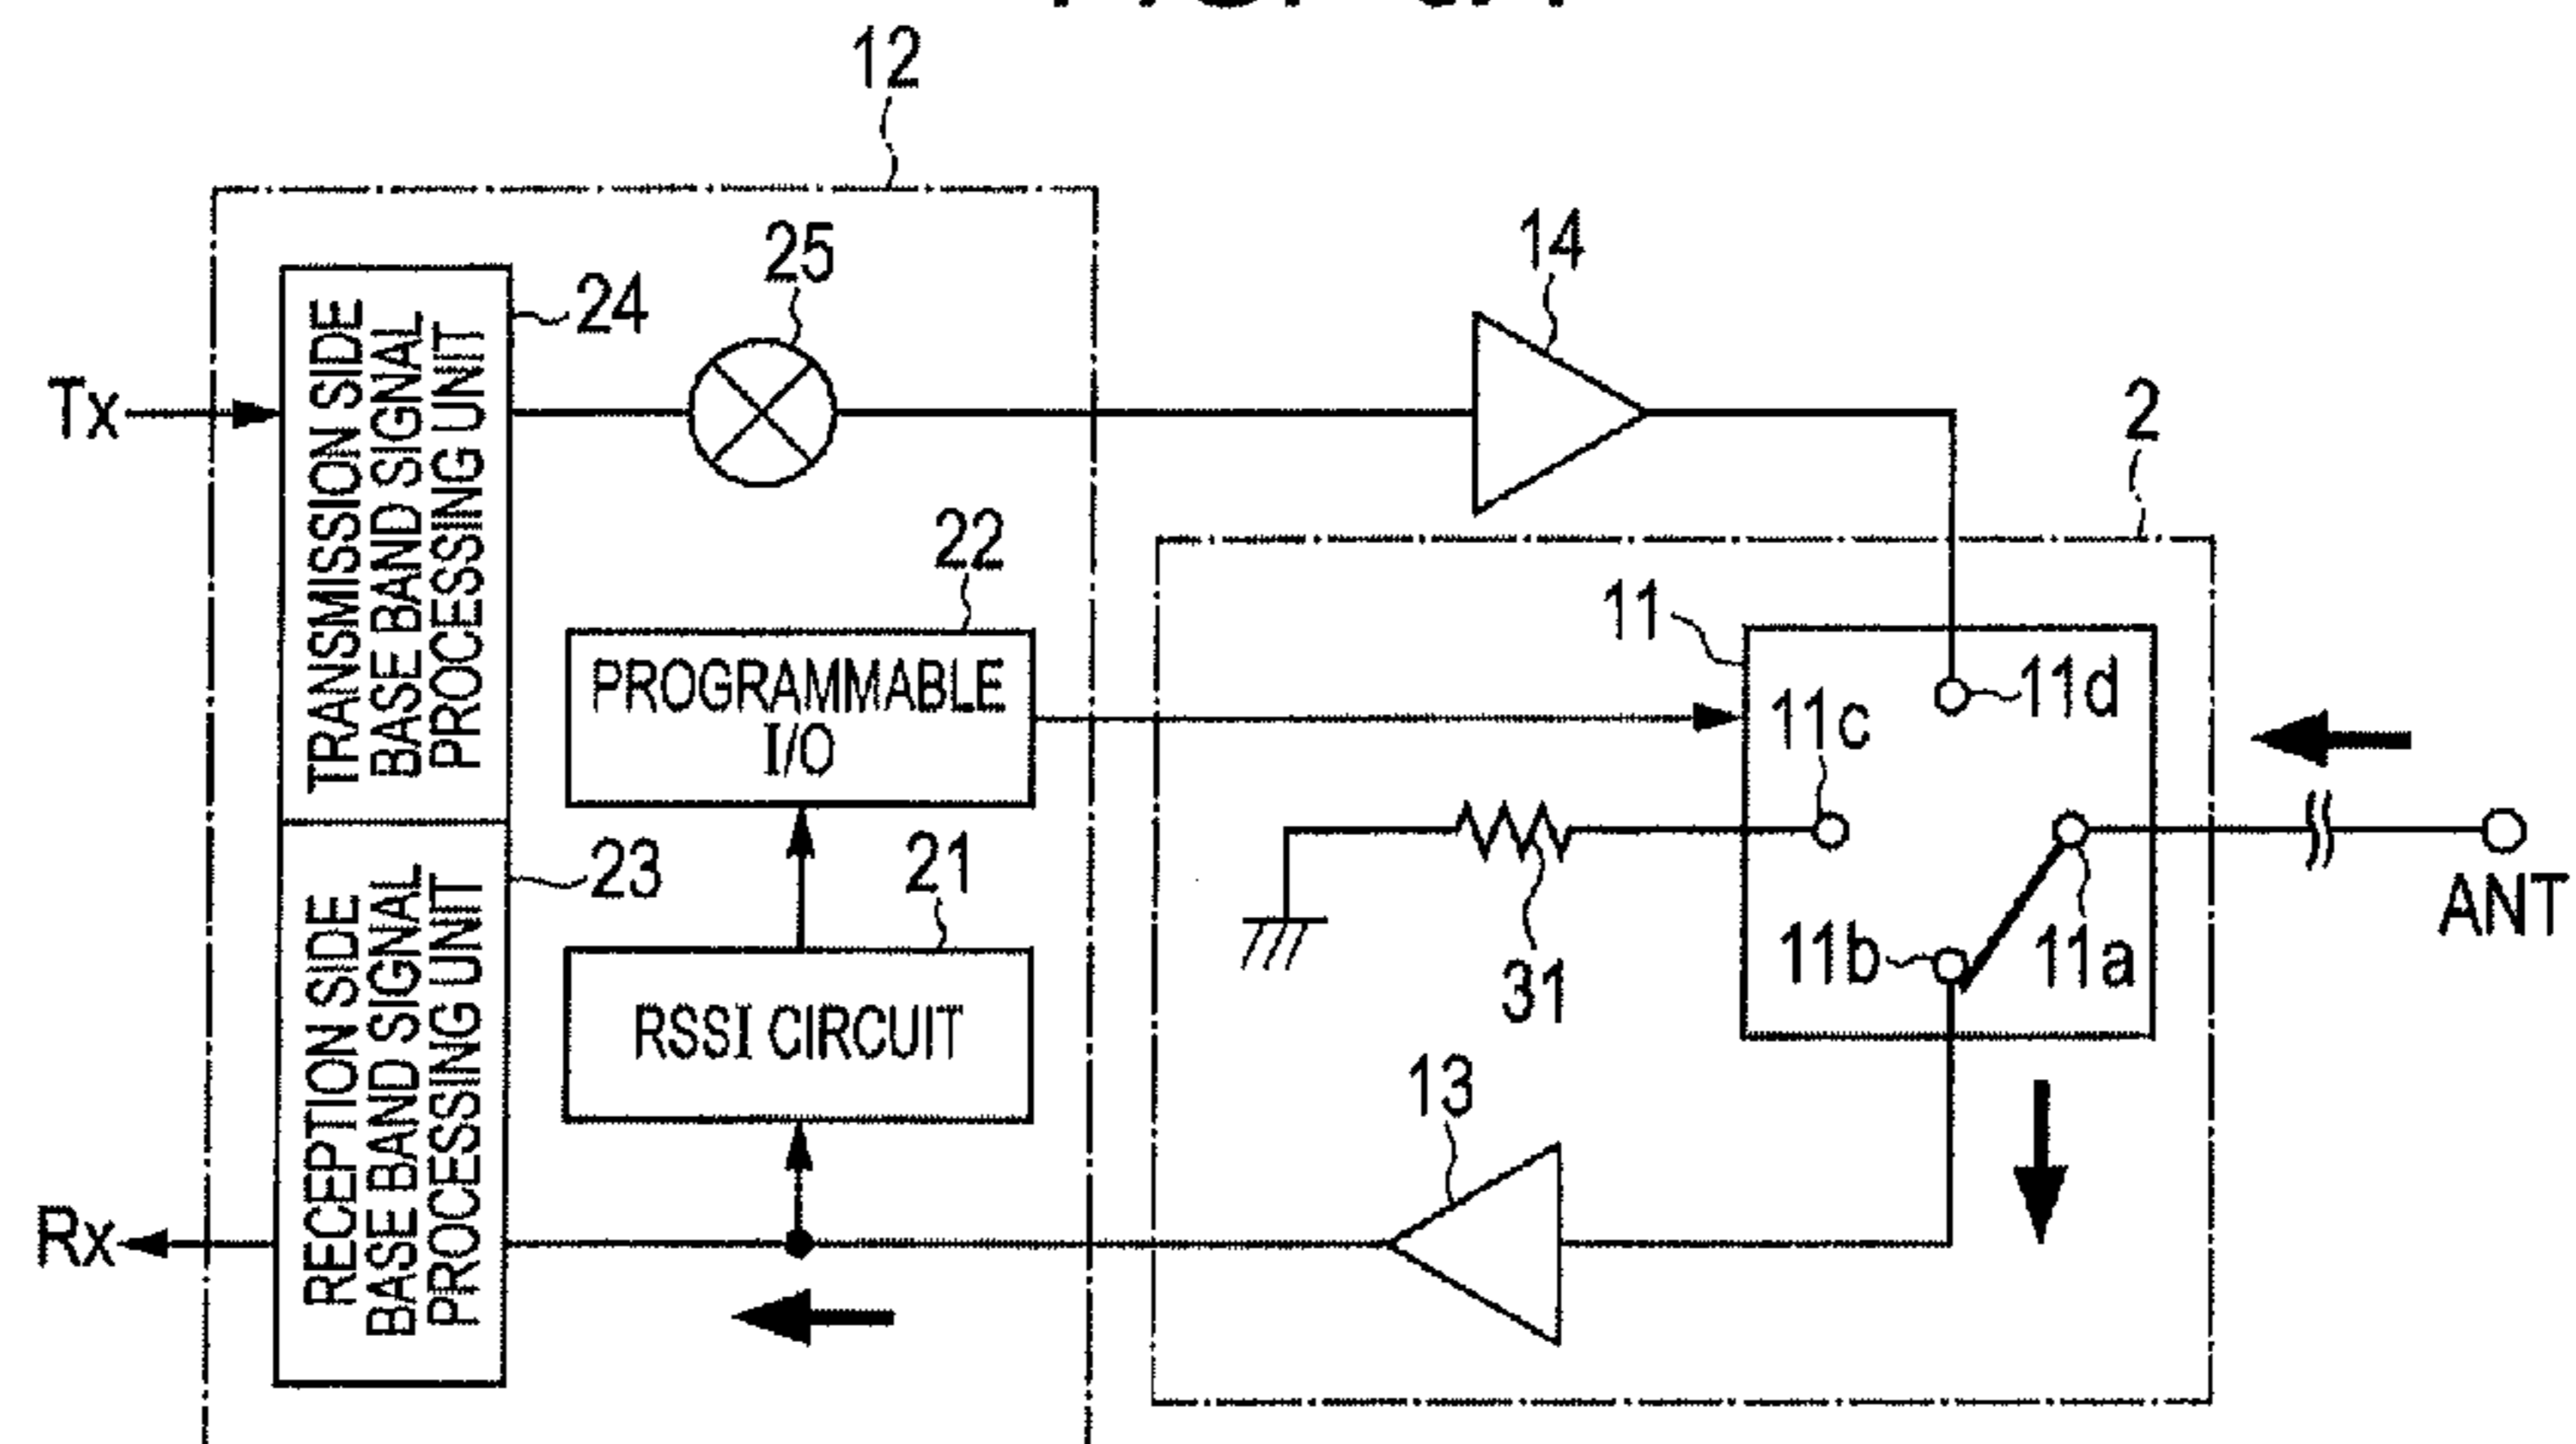 12
25
14
24
2
Tx
TRANSMISSION SIDE
BASE BAND SIGNAL
PROCESSING UNIT
22
11
PROGRAMMABLE
I/O
11c
11d
23
21
31
11b
11a
ANT
RSSI CIRCUIT
13
RECEPTION SIDE
BASE BAND SIGNAL
PROCESSING UNIT
Rx